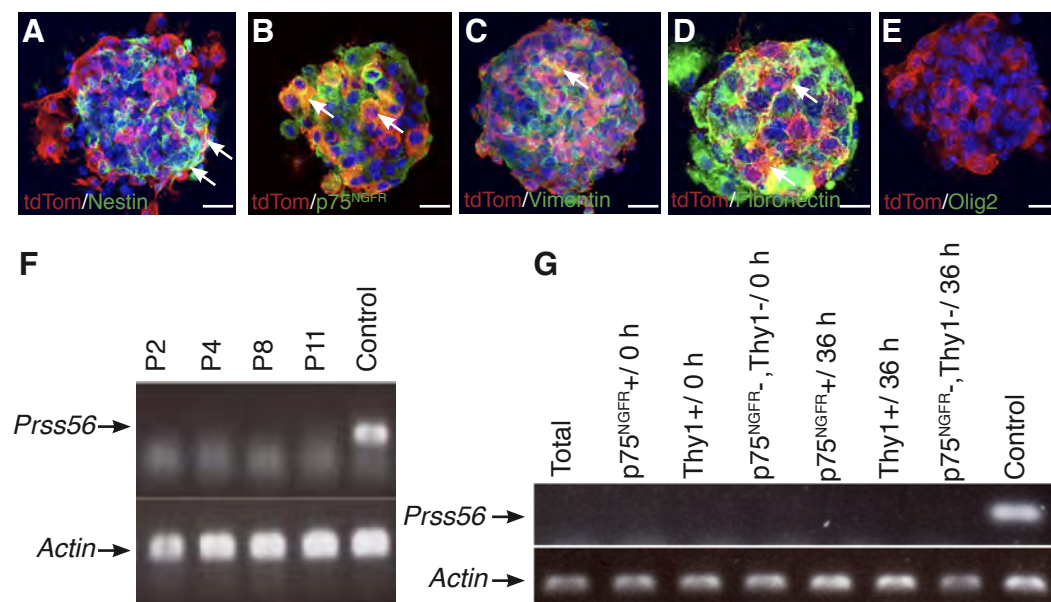 A
B
C
D
E
tdTom/Nestin
tdTom/p75NGFR
tdTom/Vimentin
tdTom/Fibronectin
tdTom/Olig2
F
P2
P4
P8
P11
Control
Prss56
Actin
G
Total
p75NGFR+/ 0 h
Thy1+/ 0 h
p75NGFR-,Thy1-/ 0 h
p75NGFR+/ 36 h
Thy1+/ 36 h
p75NGFR-,Thy1-/ 36 h
Control
Prss56
Actin